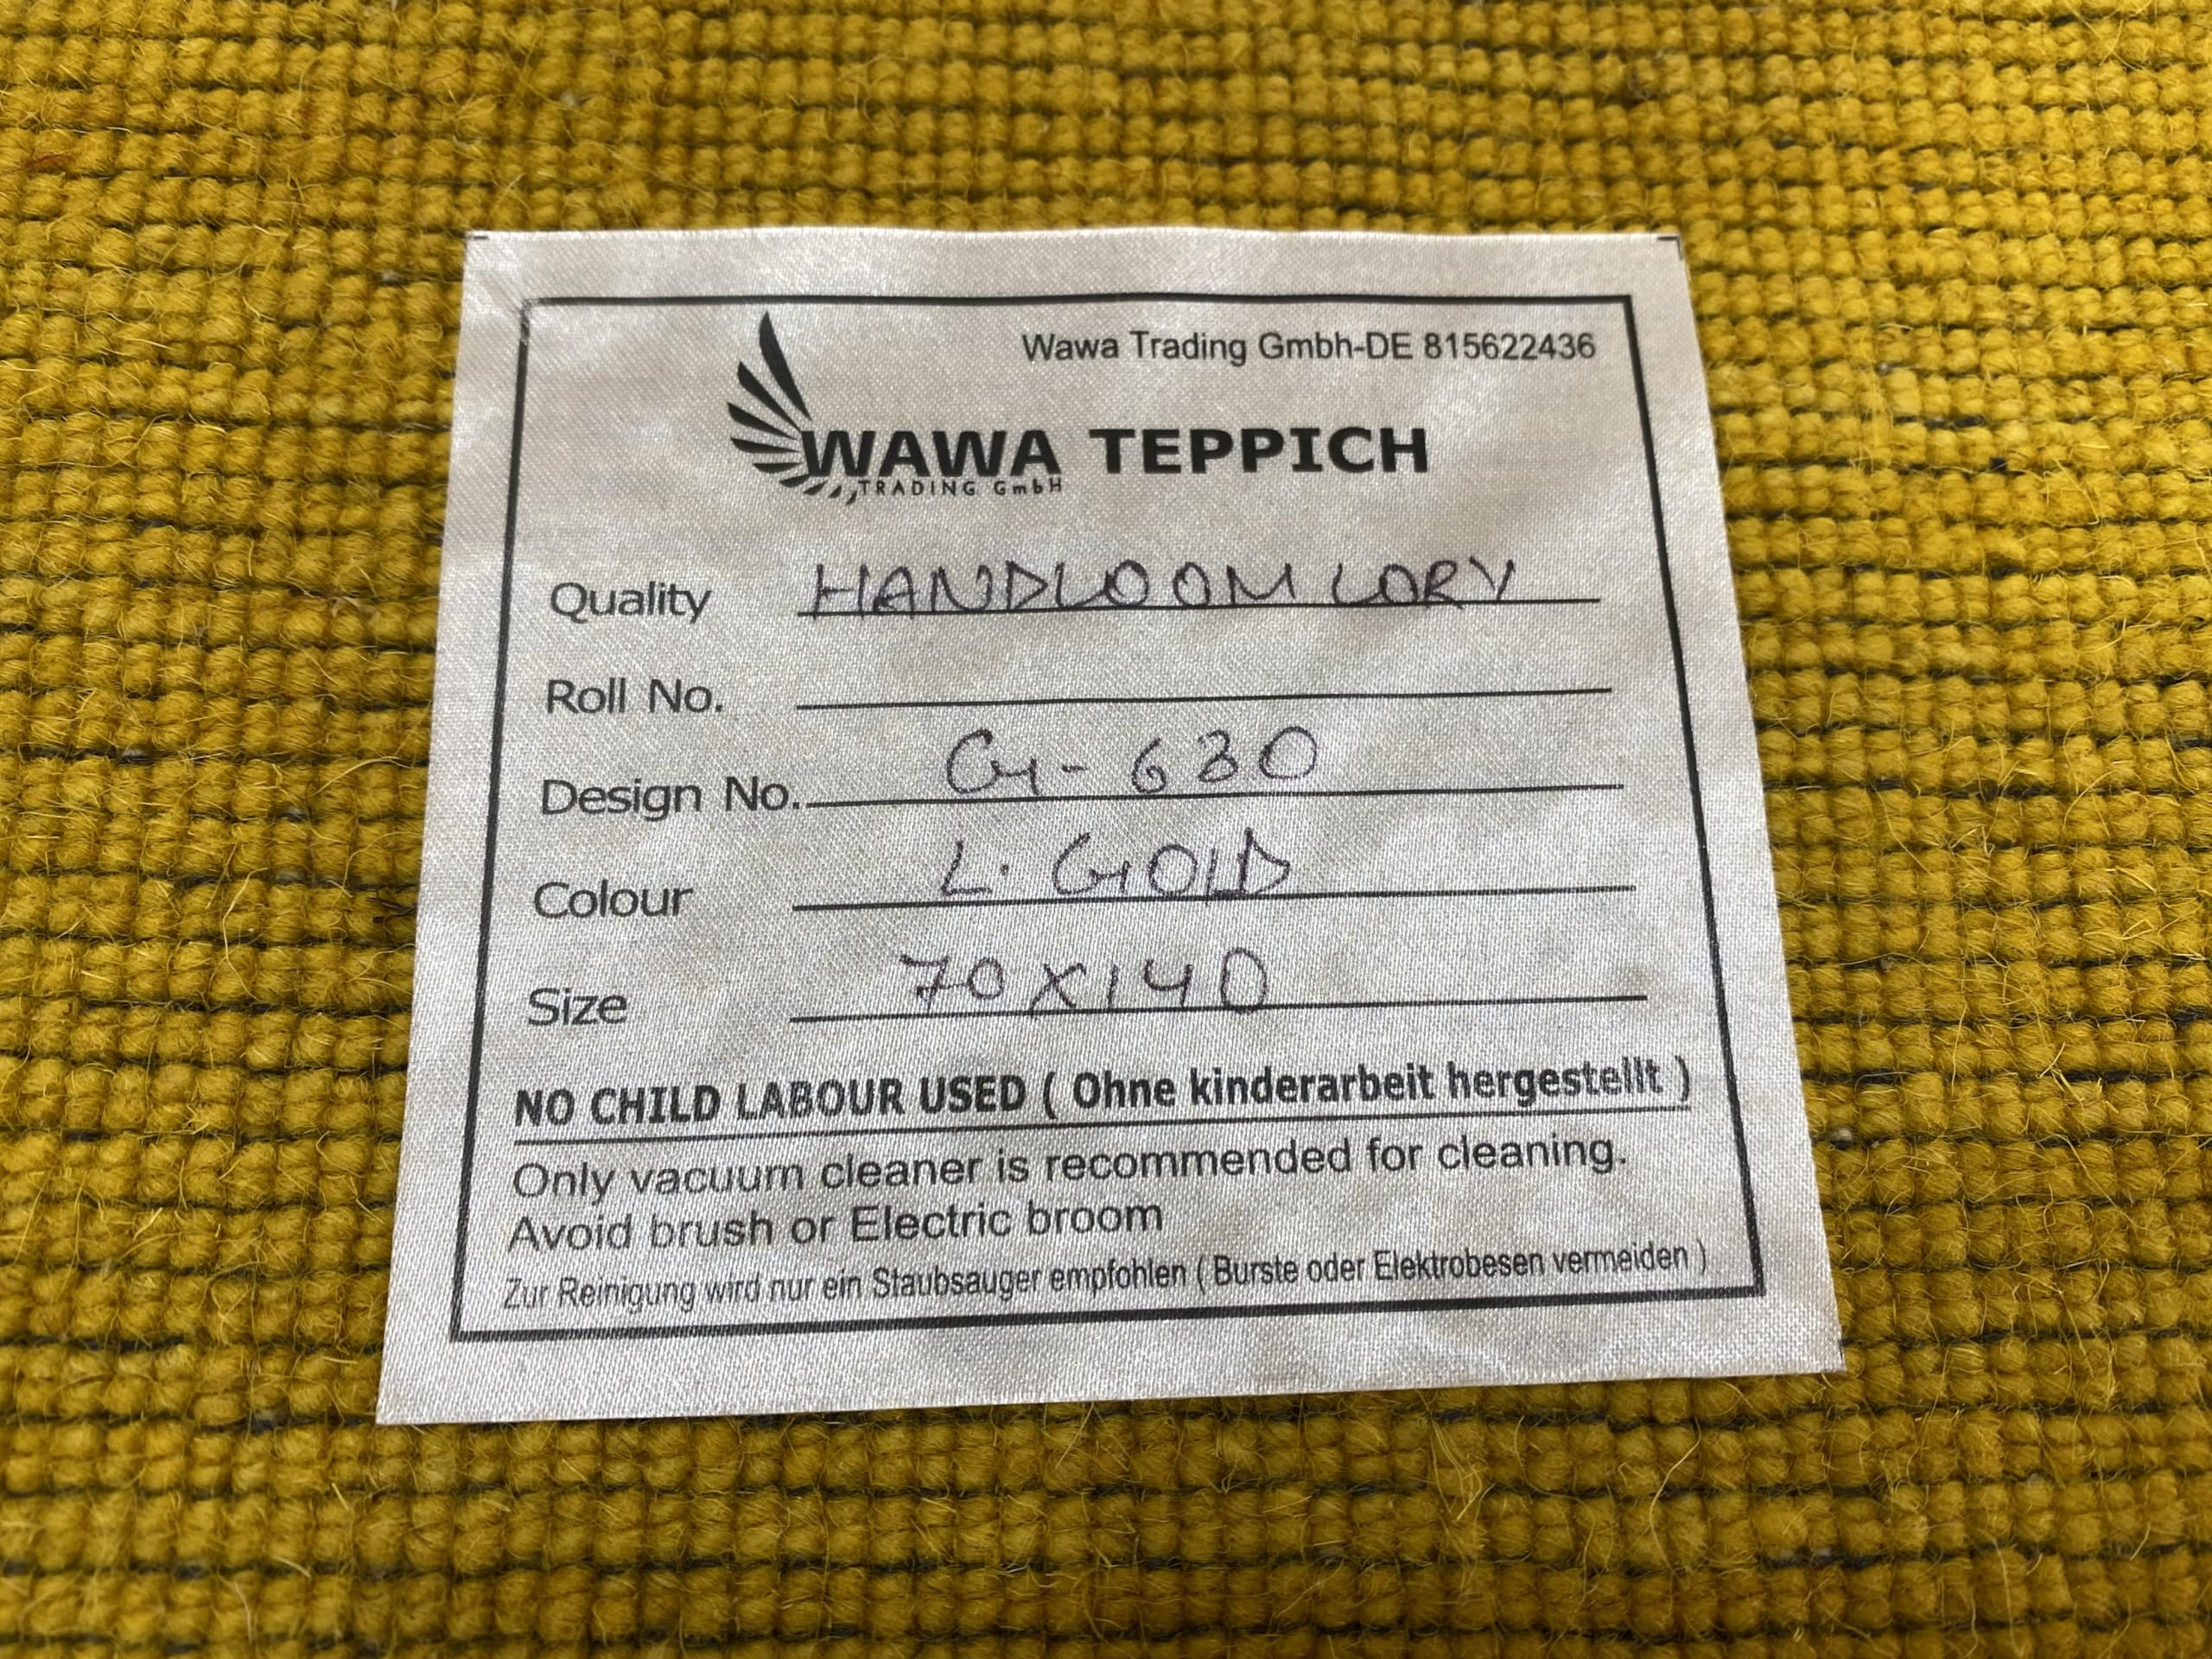 Wawa Trading Gmbh-DE 815622436
WAWA TEPPICH
TRADING GmbH
Quality HANDLOOM LORY
Roll No.
Design No. G-630
Colour L. GOLD
Size 70X140
NO CHILD LABOUR USED ( Ohne kinderarbeit hergestellt )
Only vacuum cleaner is recommended for cleaning.
Avoid brush or Electric broom
Zur Reinigung wird nur ein Staubsauger empfohlen ( Burste oder Elektrobesen vermeiden )